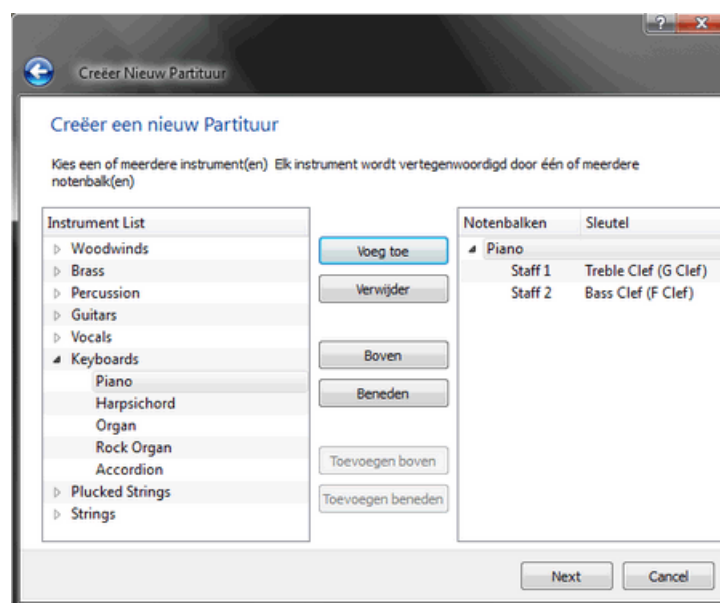 Creëer Nieuw Partituur
Creëer een nieuw Partituur
Kies een of meerdere instrument(en) Elk instrument wordt vertegenwoordigd door één of meerdere
notenbalk(en)
Instrument List
Woodwinds
Brass
Percussion
Guitars
Vocals
Keyboards
Piano
Harpsichord
Organ
Rock Organ
Accordion
Plucked Strings
Strings
Voeg toe
Verwijder
Boven
Beneden
Toevoegen boven
Toevoegen beneden
Notenbalken Sleutel
Piano
Staff 1 Treble Clef (G Clef)
Staff 2 Bass Clef (F Clef)
Next Cancel